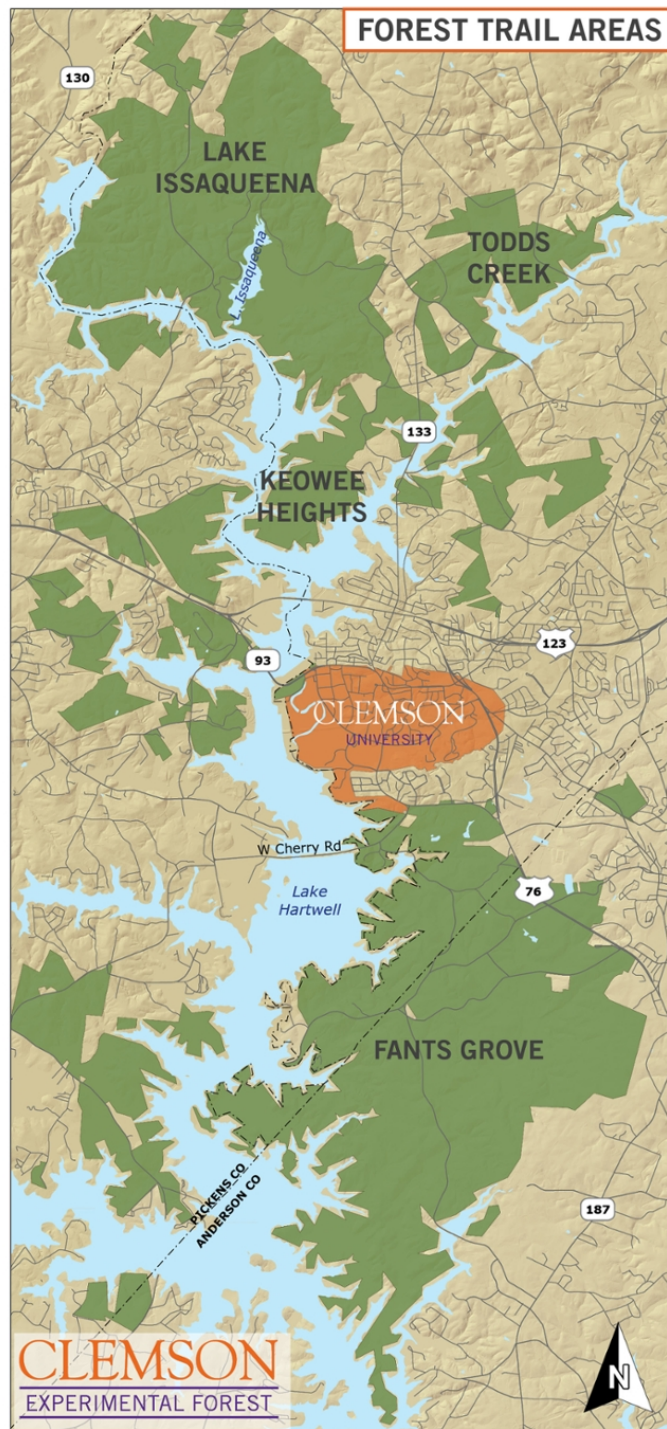 FOREST TRAIL AREAS
130
LAKE
ISSAQUEENA
TODDS
CREEK
L. Issaqueena
133
KEOWEE
HEIGHTS
123
93
CLEMSON
UNIVERSITY
W Cherry Rd
76
Lake
Hartwell
FANTS GROVE
PICKENS CO
ANDERSON CO
187
CLEMSON
EXPERIMENTAL FOREST
N